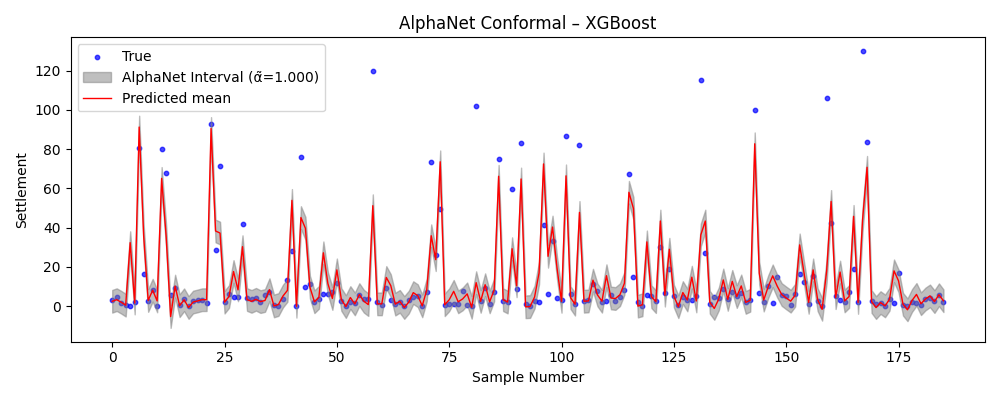 AlphaNet Conformal – XGBoost
True
AlphaNet Interval (α̃=1.000)
Predicted mean
Settlement
120
100
80
60
40
20
0
0 25 50 75 100 125 150 175
Sample Number